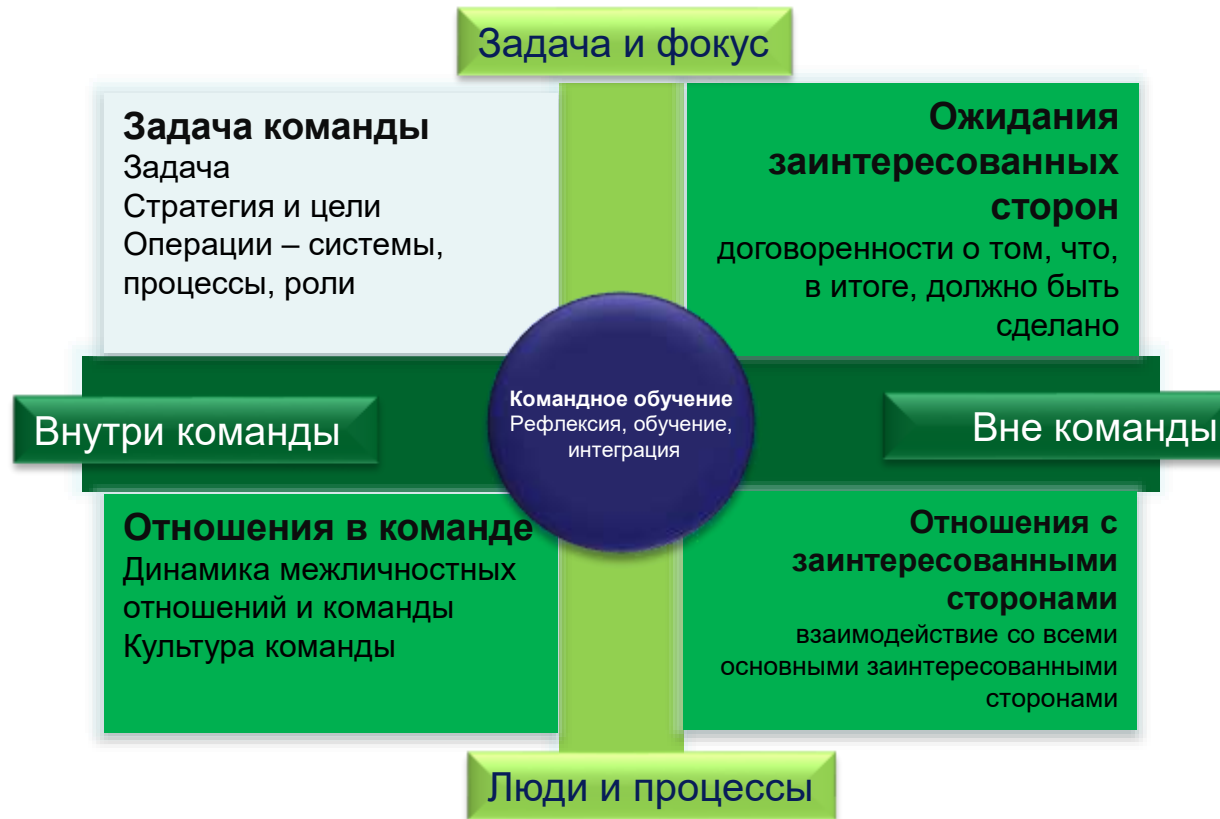 Задача и фокус
Задача команды
Задача
Стратегия и цели
Операции – системы,
процессы, роли
Ожидания
заинтересованных
сторон
договоренности о том, что,
в итоге, должно быть
сделано
Внутри команды
Командное обучение
Рефлексия, обучение,
интеграция
Вне команды
Отношения в команде
Динамика межличностных
отношений и команды
Культура команды
Отношения с
заинтересованными
сторонами
взаимодействие со всеми
основными заинтересованными
сторонами
Люди и процессы